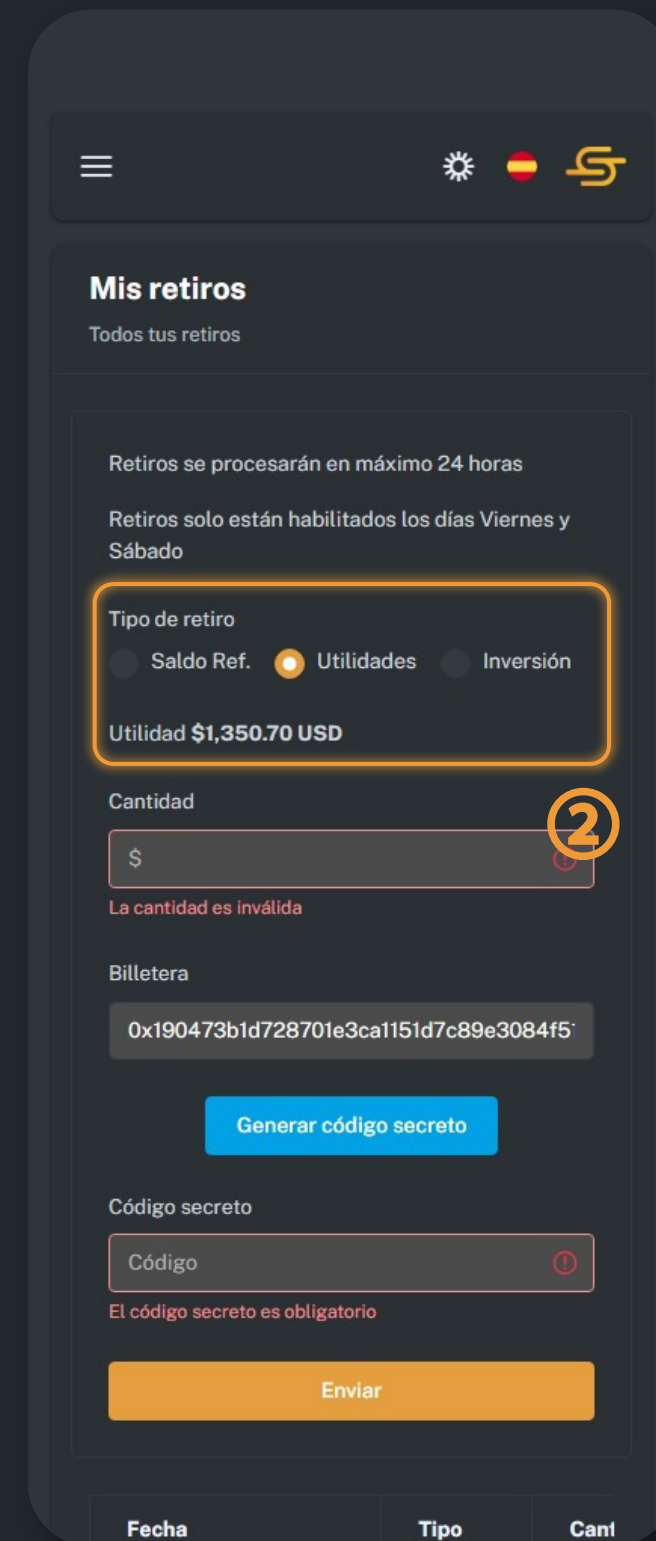 Mis retiros
Todos tus retiros
Retiros se procesarán en máximo 24 horas
Retiros solo están habilitados los días Viernes y
Sábado
Tipo de retiro
Saldo Ref. Utilidades Inversión
Utilidad $1,350.70 USD
Cantidad
2
$
La cantidad es inválida
Billetera
0x190473b1d728701e3ca1151d7c89e3084f5
Generar código secreto
Código secreto
Código
El código secreto es obligatorio
Enviar
Fecha Tipo